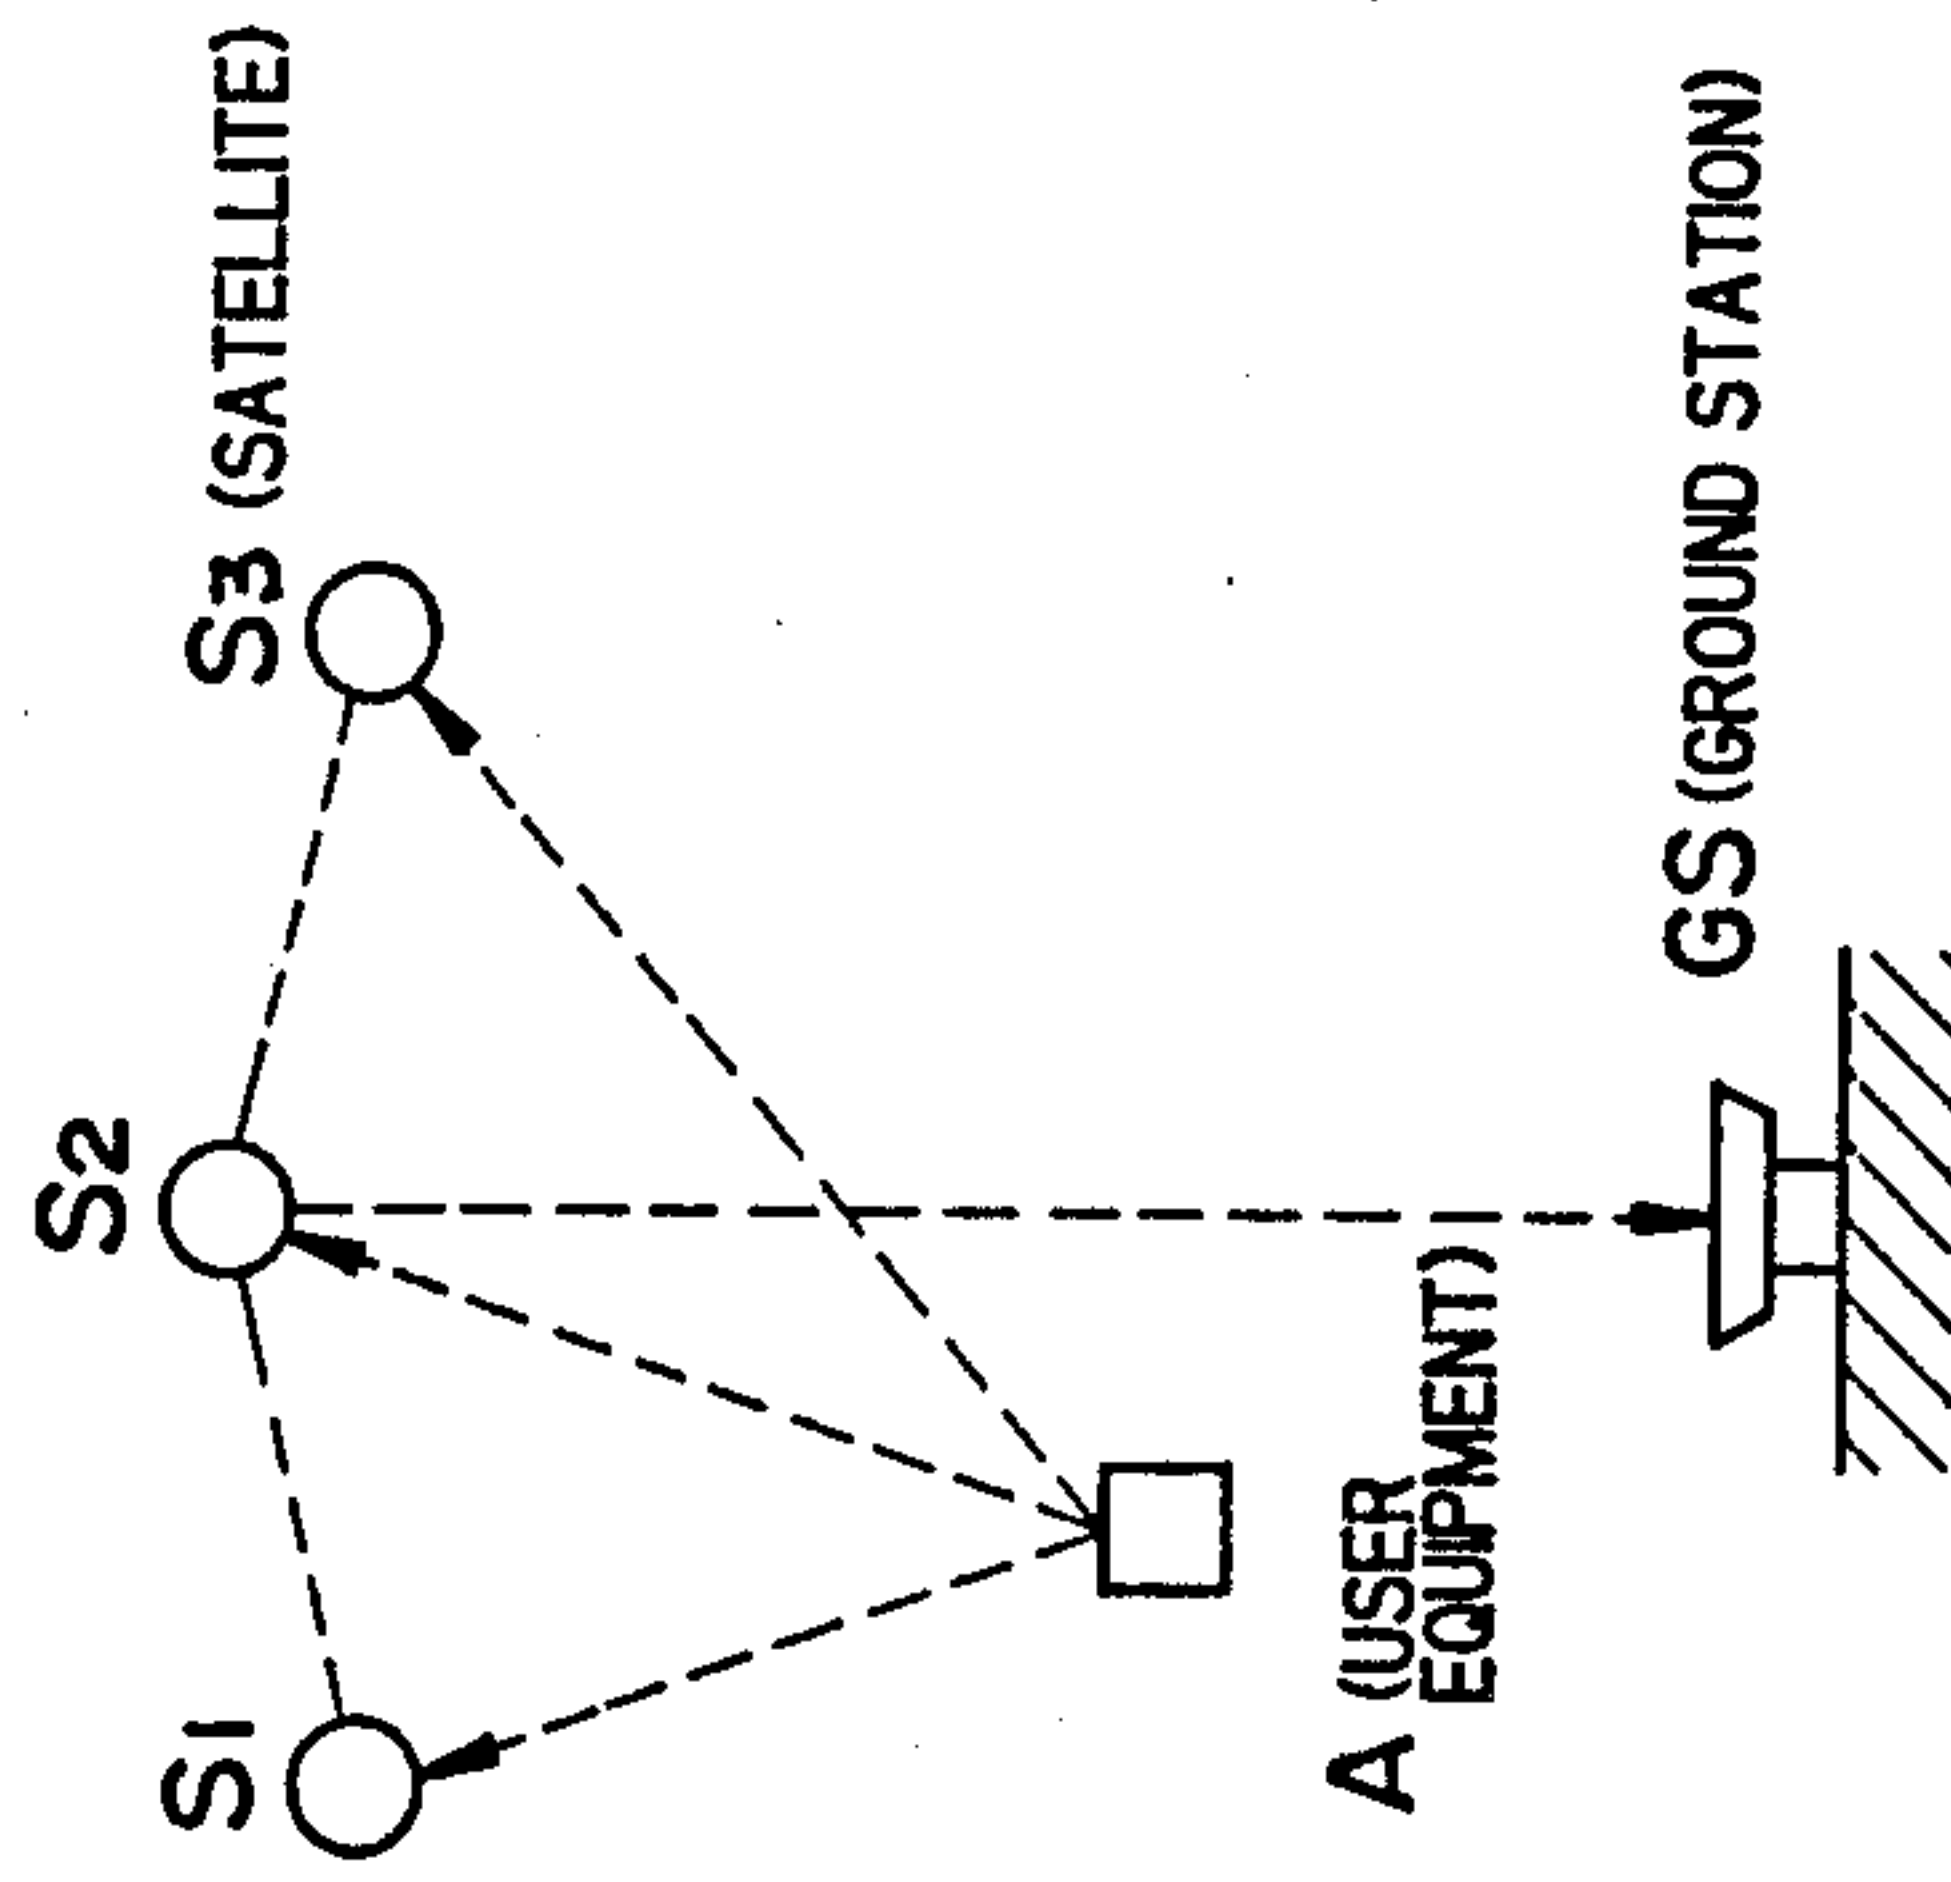 S1
S2
S3 (SATELLITE)
A (USER
EQUIPMENT)
GS (GROUND STATION)